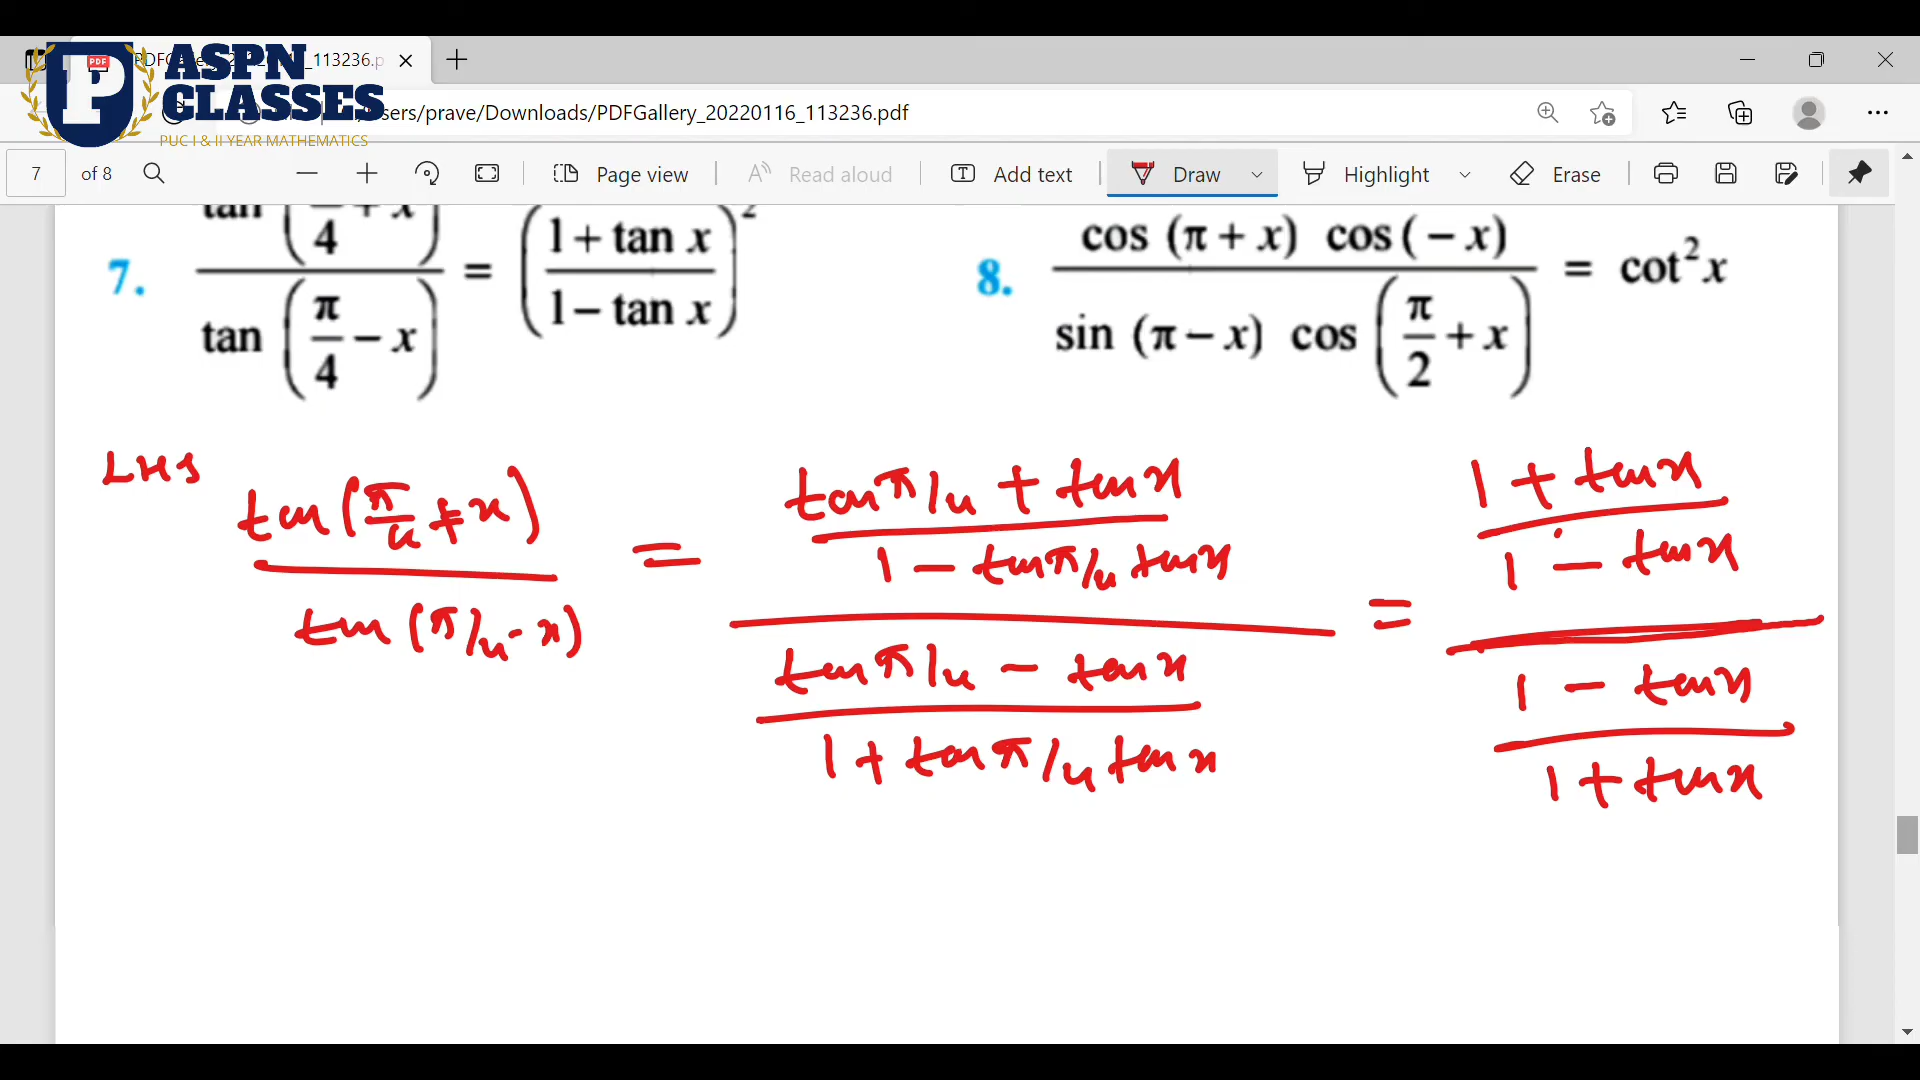 ASPN
CLASSES
PUC I & II YEAR MATHEMATICS
_113236.p
sers/prave/Downloads/PDFGallery_20220116_113236.pdf
7 of 8 Page view Read aloud Add text Draw Highlight Erase
7. tan (π/4 + x) / tan (π/4 − x) = ((1 + tan x) / (1 − tan x))²
8. cos (π + x) cos (− x) / sin (π − x) cos (π/2 + x) = cot² x
LHS
tan(π/4 + x) / tan(π/4 - x) = ((tan π/4 + tan x) / (1 − tan π/4 tan x)) / ((tan π/4 − tan x) / (1 + tan π/4 tan x)) = ((1 + tan x) / (1 − tan x)) / ((1 − tan x) / (1 + tan x))